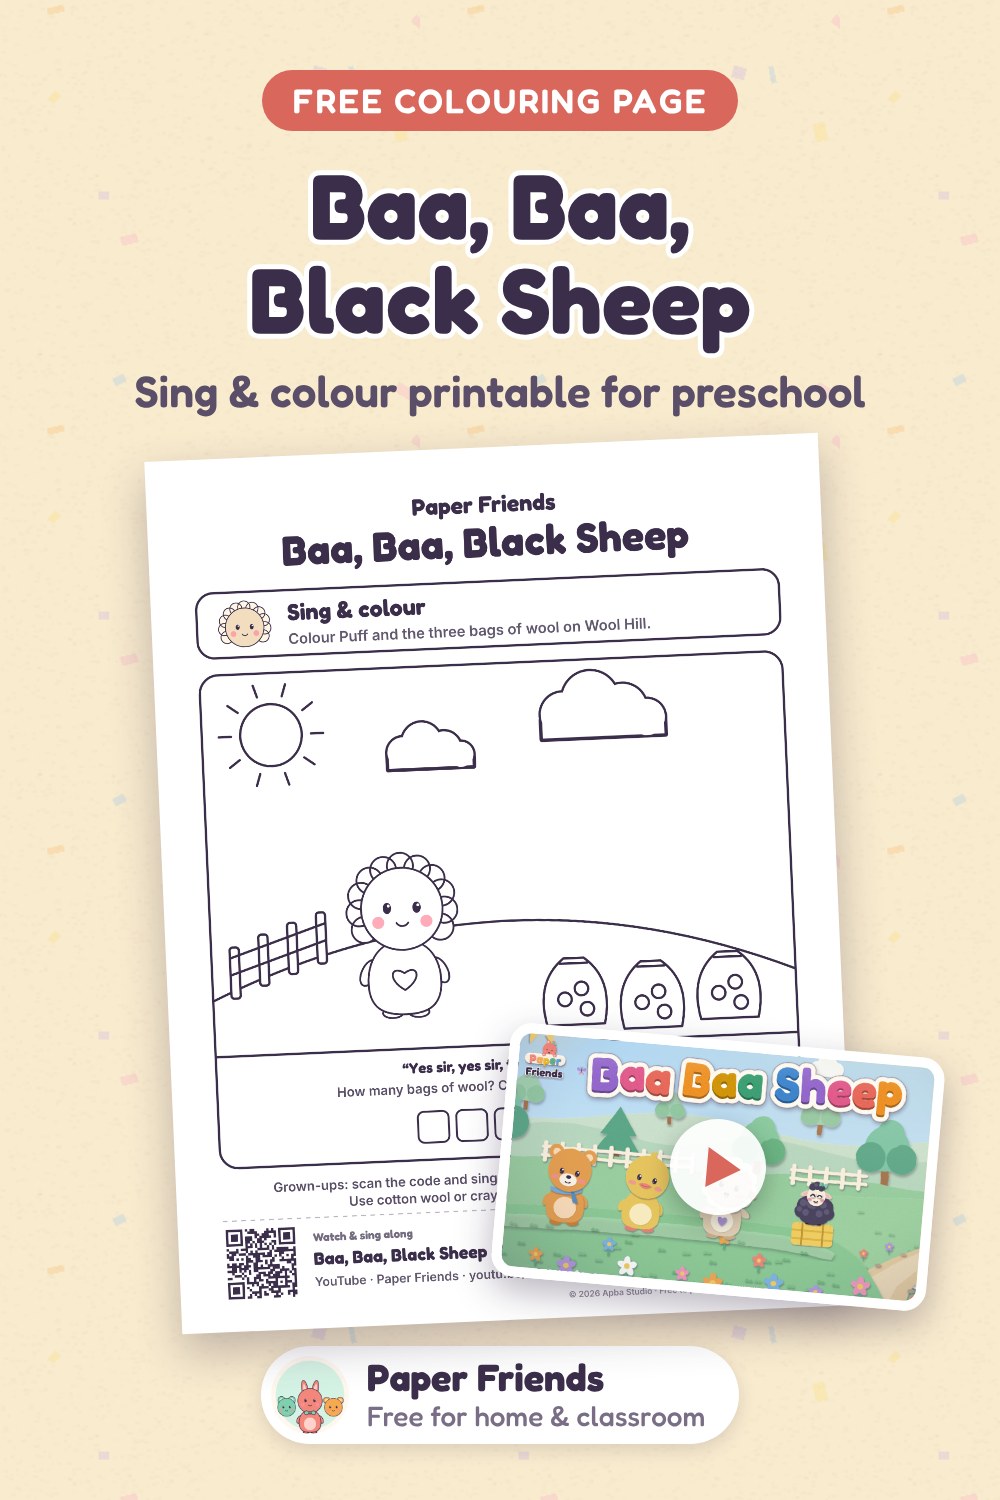 FREE COLOURING PAGE
Baa, Baa,
Black Sheep
Sing & colour printable for preschool
Paper Friends
Baa, Baa, Black Sheep
Sing & colour
Colour Puff and the three bags of wool on Wool Hill.
“Yes sir, yes sir,
How many bags of wool?
Grown-ups: scan the code and sing
Use cotton wool or
Watch & sing along
Baa, Baa, Black Sheep
YouTube · Paper Friends ·
© 2026 Apba Studio ·
Paper
Friends
Baa Baa Sheep
Paper Friends
Free for home & classroom